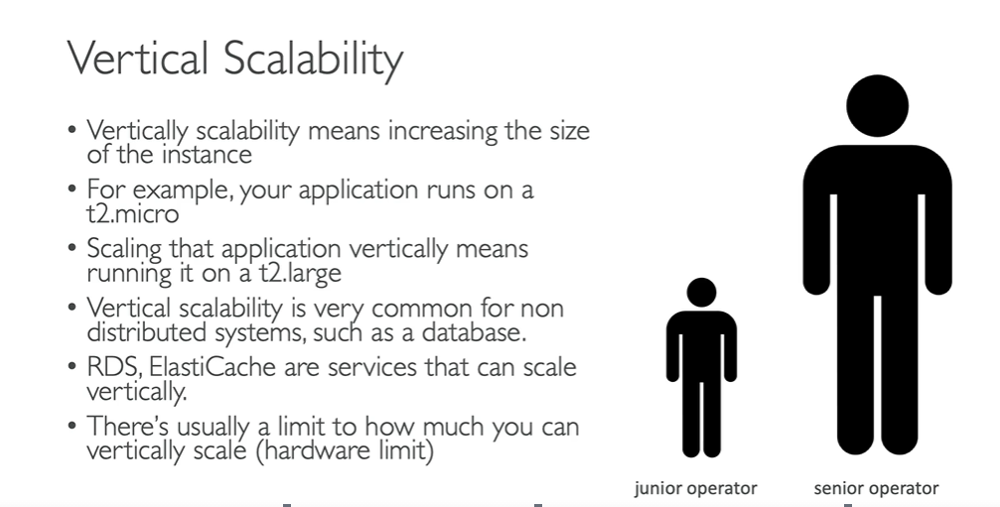 Vertical Scalability
• Vertically scalability means increasing the size
of the instance
• For example, your application runs on a
t2.micro
• Scaling that application vertically means
running it on a t2.large
• Vertical scalability is very common for non
distributed systems, such as a database.
• RDS, ElastiCache are services that can scale
vertically.
• There's usually a limit to how much you can
vertically scale (hardware limit)
junior operator
senior operator